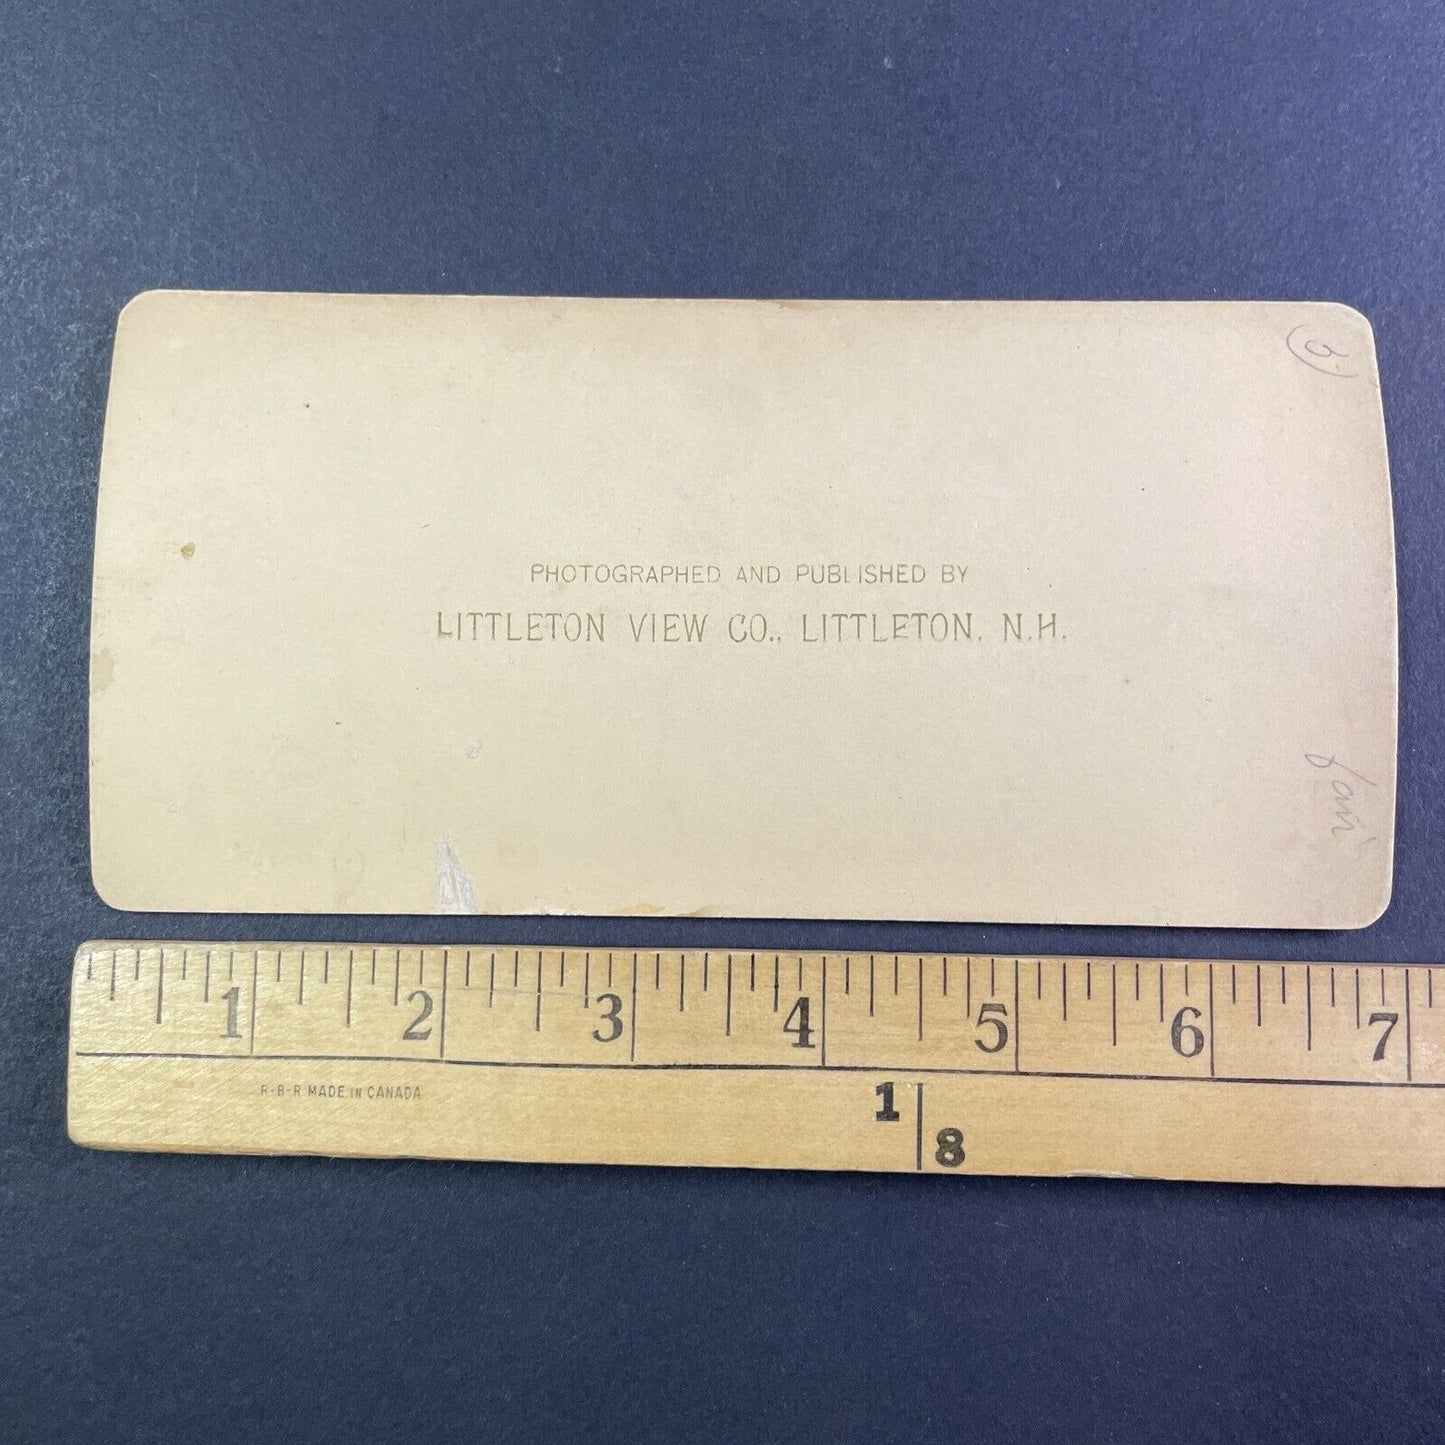 PHOTOGRAPHED AND PUBLISHED BY
LITTLETON VIEW CO., LITTLETON, N.H.
1 2 3 4 5 6 7
R-B-R MADE IN CANADA
1
8